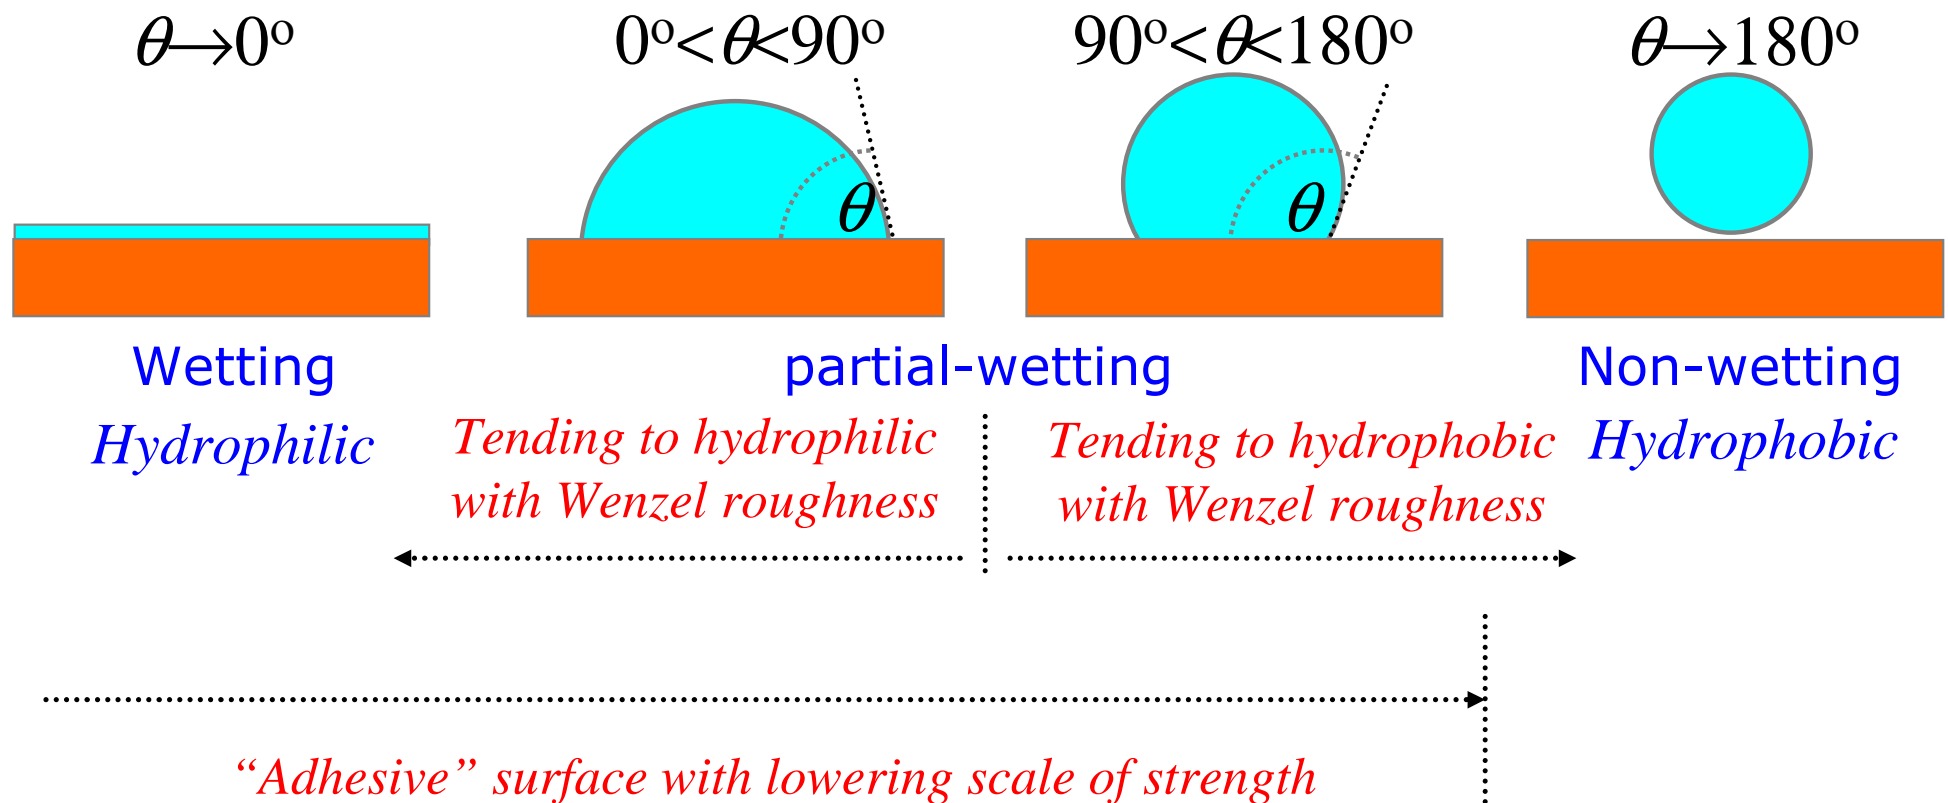 θ→0º
0º<θ<90º
90º<θ<180º
θ→180º
θ
θ
Wetting
partial-wetting
Non-wetting
Hydrophilic
Tending to hydrophilic
with Wenzel roughness
Tending to hydrophobic
with Wenzel roughness
Hydrophobic
“Adhesive” surface with lowering scale of strength